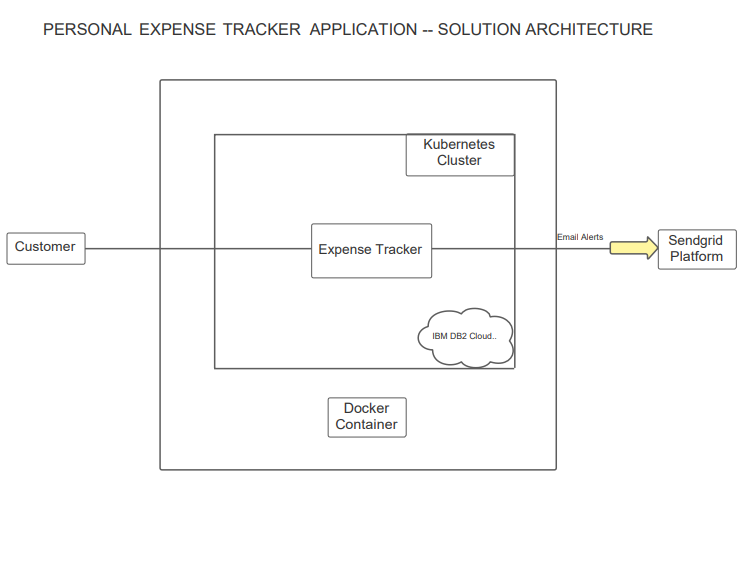 PERSONAL EXPENSE TRACKER APPLICATION -- SOLUTION ARCHITECTURE
Kubernetes
Cluster
Customer
Expense Tracker
Email Alerts
Sendgrid
Platform
IBM DB2 Cloud..
Docker
Container